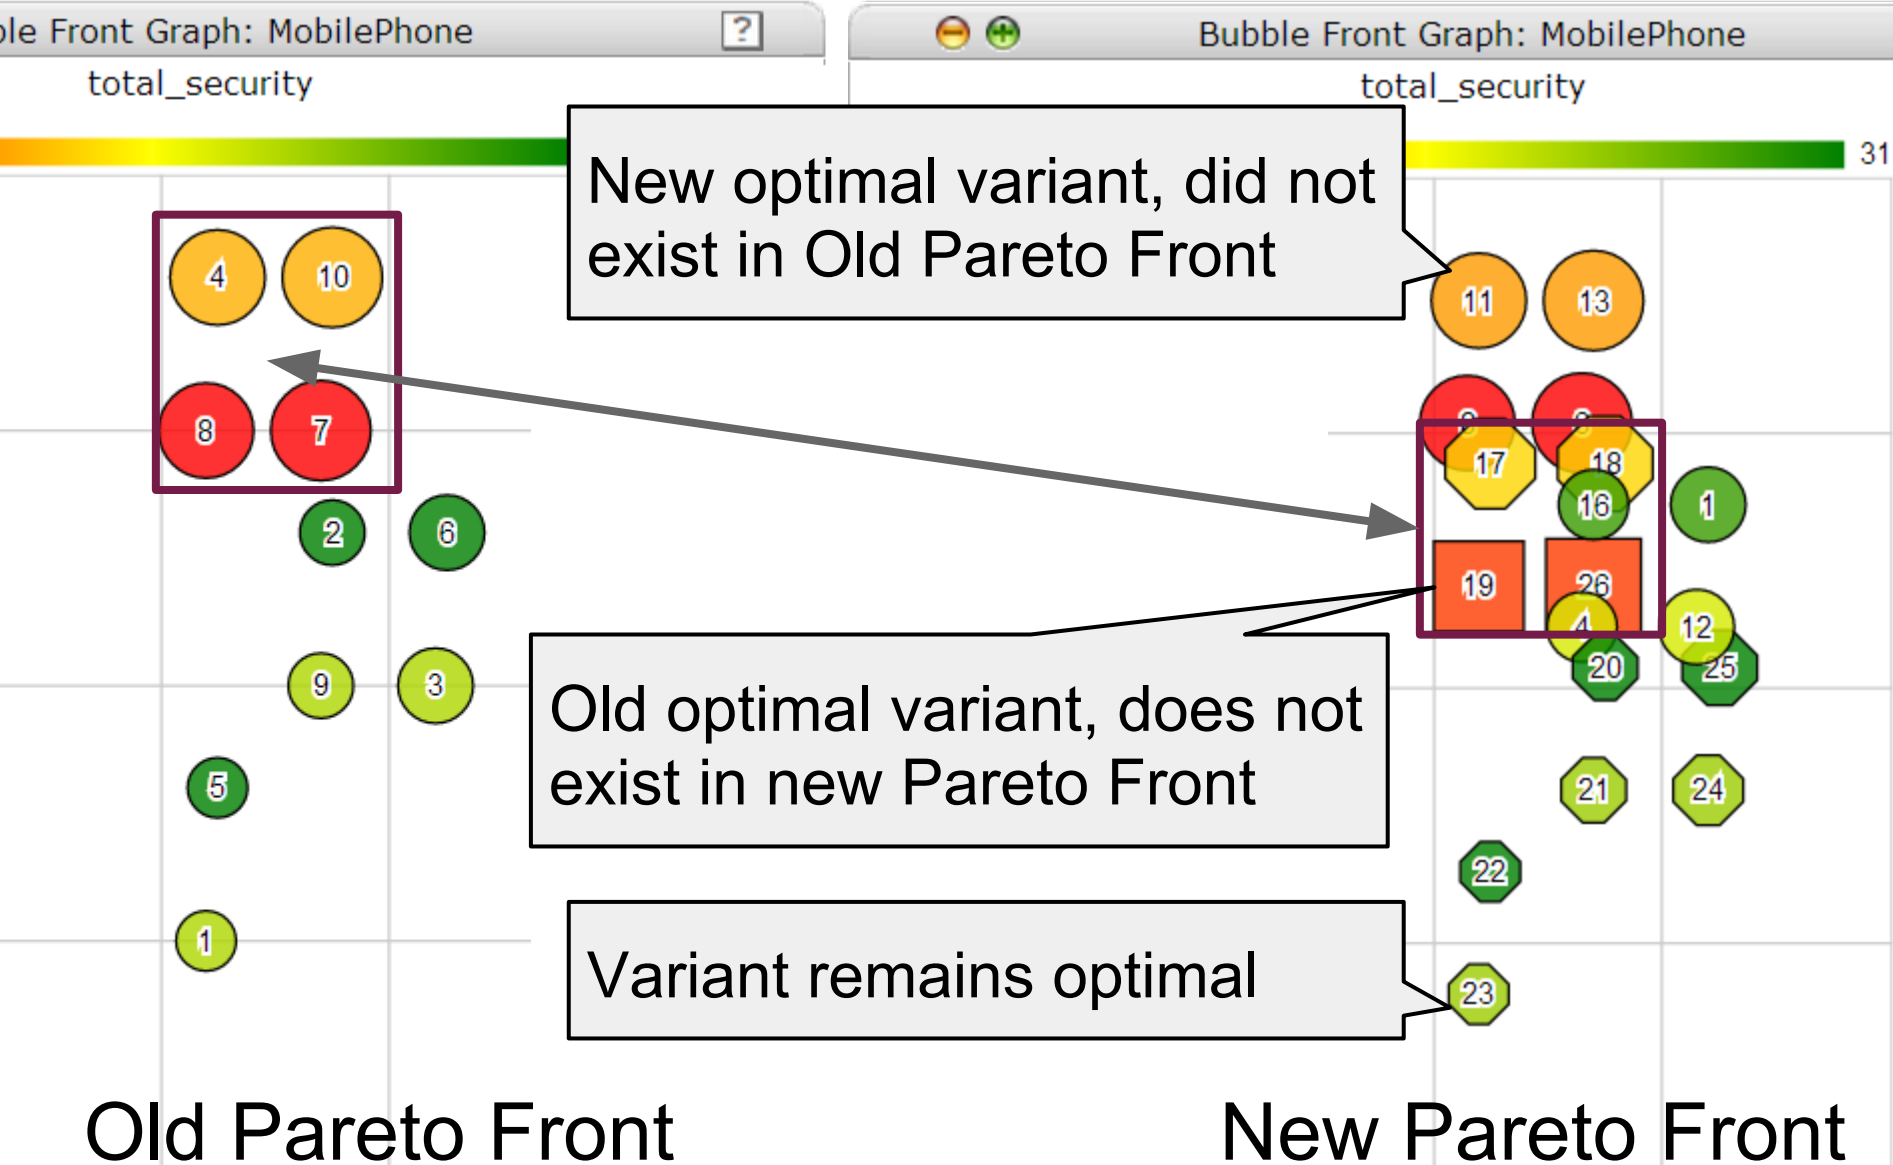 ble Front Graph: MobilePhone
?
Bubble Front Graph: MobilePhone
total_security
total_security
31
New optimal variant, did not
exist in Old Pareto Front
4
10
8
7
2
6
9
3
5
1
11
13
17
18
16
1
19
26
4
12
20
25
21
24
22
23
Old optimal variant, does not
exist in new Pareto Front
Variant remains optimal
Old Pareto Front
New Pareto Front